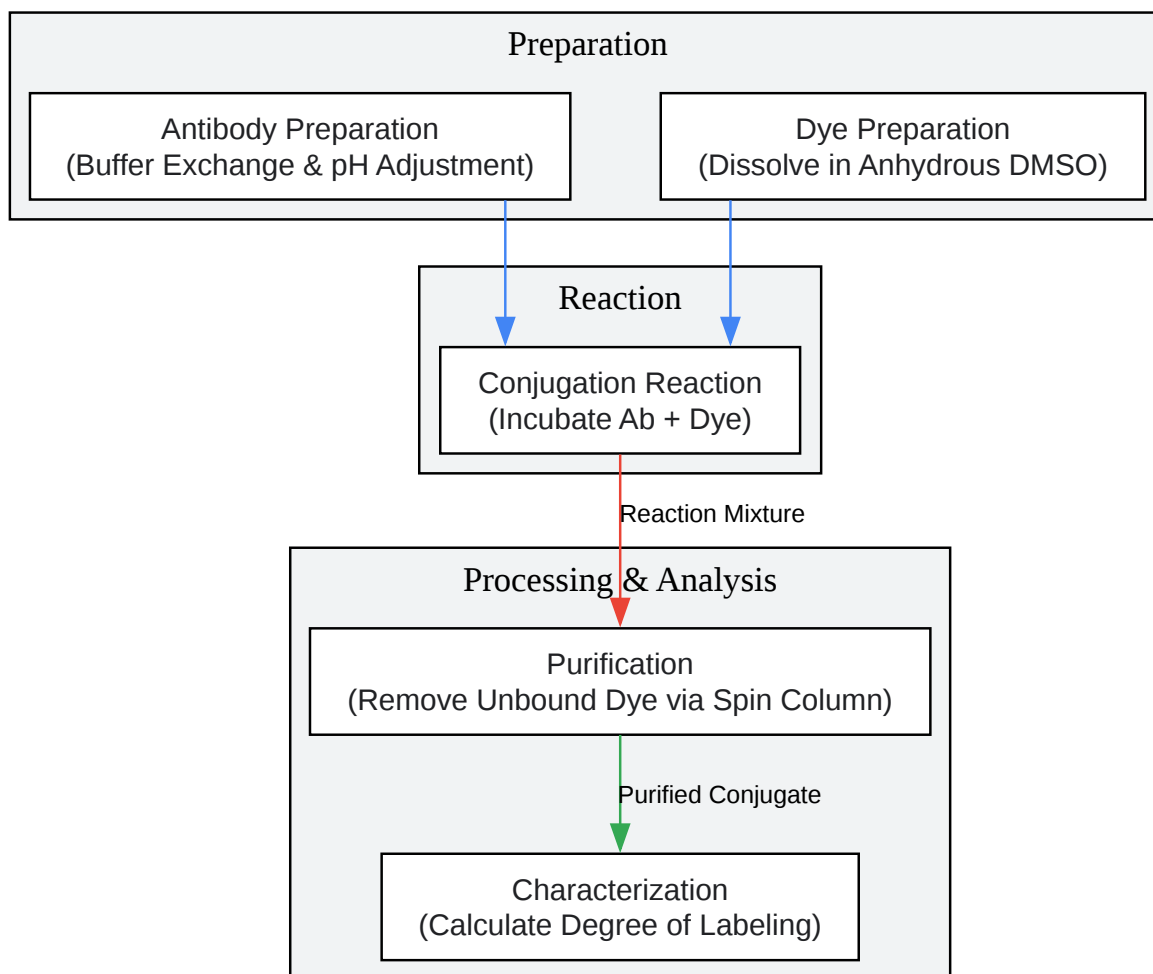 Preparation
Antibody Preparation
(Buffer Exchange & pH Adjustment)
Dye Preparation
(Dissolve in Anhydrous DMSO)
Reaction
Conjugation Reaction
(Incubate Ab + Dye)
Reaction Mixture
Processing & Analysis
Purification
(Remove Unbound Dye via Spin Column)
Purified Conjugate
Characterization
(Calculate Degree of Labeling)